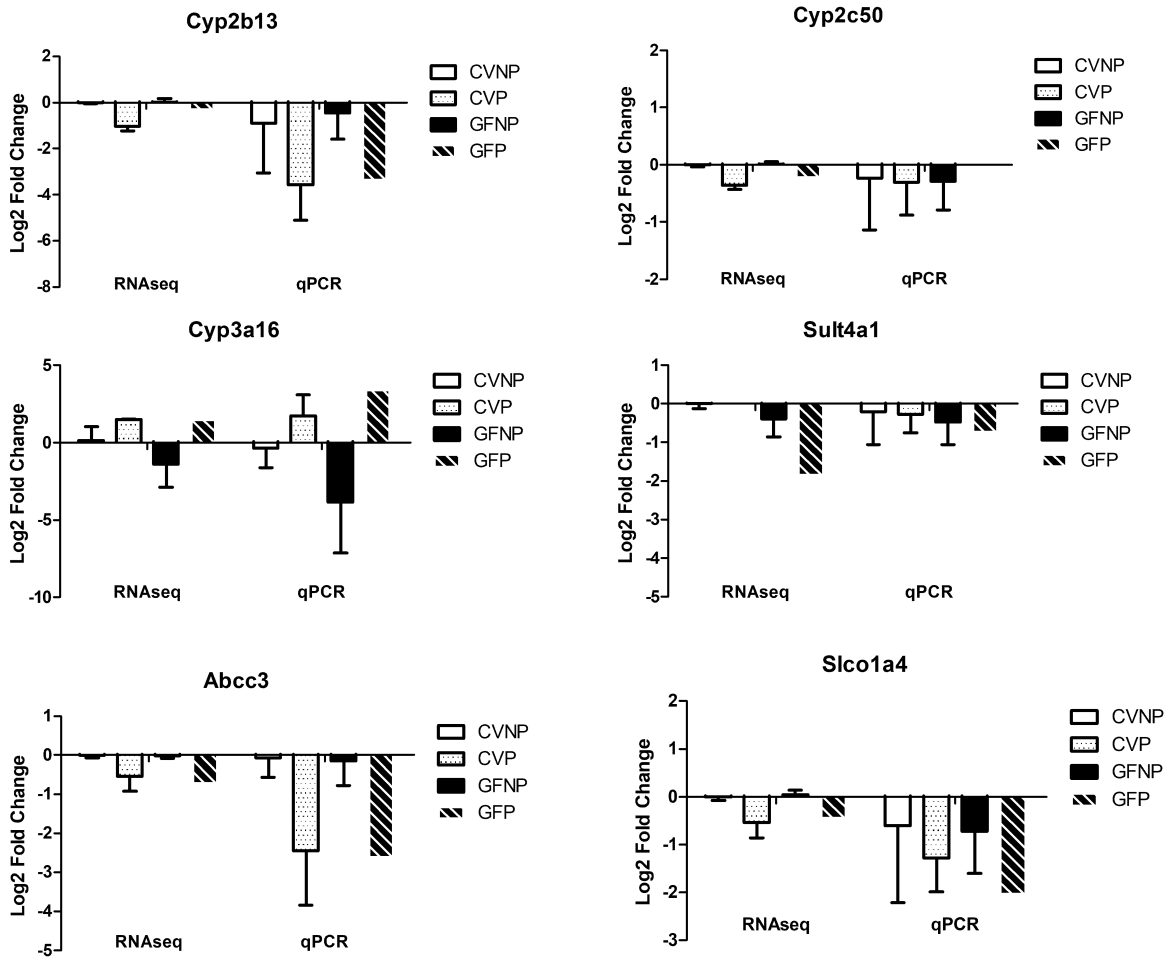 Cyp2b13
Log2 Fold Change
2
0
-2
-4
-6
-8
RNAseq
qPCR
CVNP
CVP
GFNP
GFP
Cyp2c50
Log2 Fold Change
2
1
0
-1
-2
RNAseq
qPCR
CVNP
CVP
GFNP
GFP
Cyp3a16
Log2 Fold Change
5
0
-5
-10
RNAseq
qPCR
CVNP
CVP
GFNP
GFP
Sult4a1
Log2 Fold Change
1
0
-1
-2
-3
-4
-5
RNAseq
qPCR
CVNP
CVP
GFNP
GFP
Abcc3
Log2 Fold Change
1
0
-1
-2
-3
-4
-5
RNAseq
qPCR
CVNP
CVP
GFNP
GFP
Slco1a4
Log2 Fold Change
2
1
0
-1
-2
-3
RNAseq
qPCR
CVNP
CVP
GFNP
GFP